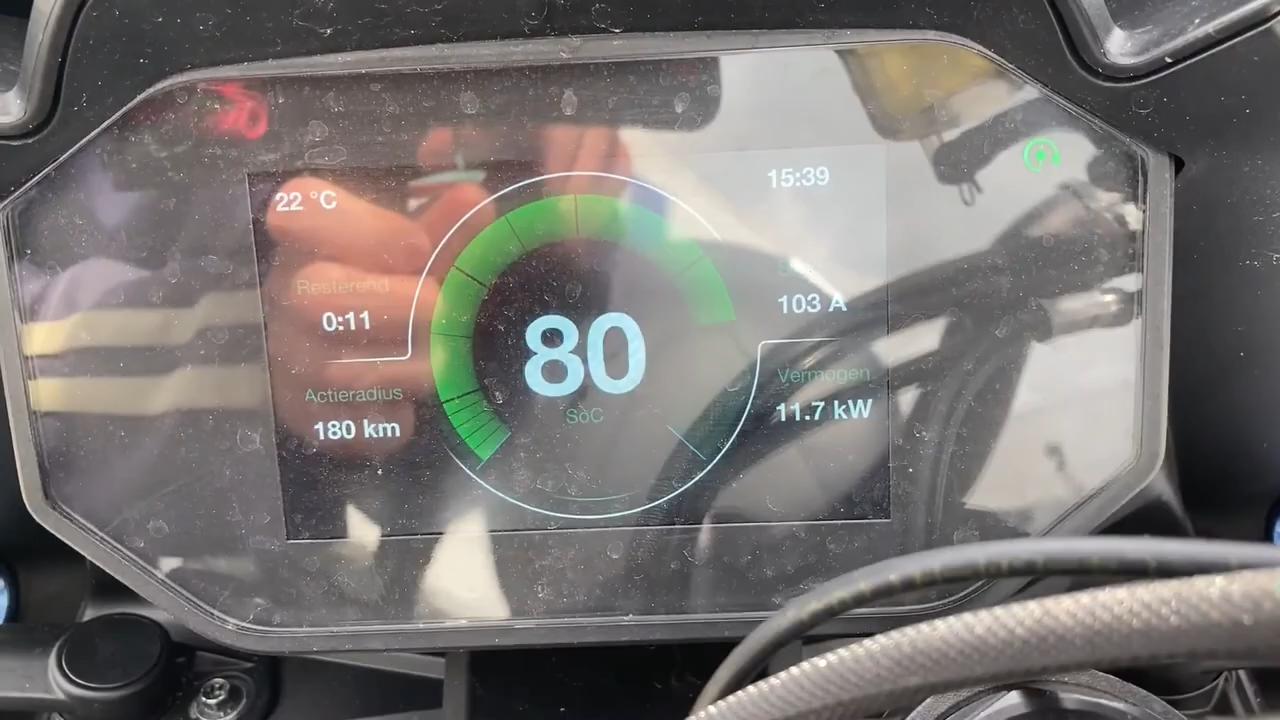 22 °C
15:39
Resterend
0:11
103 A
Actieradius
180 km
80
SoC
Vermogen
11.7 kW